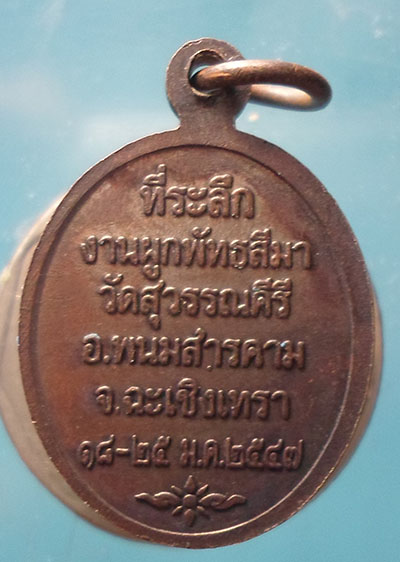 ที่ระลึก
งานผูกพัทธสีมา
วัดสุวรรณคีรี
อ.พนมสารคาม
จ.ฉะเชิงเทรา
๑๘-๒๕ ม.ค.๒๕๔๗